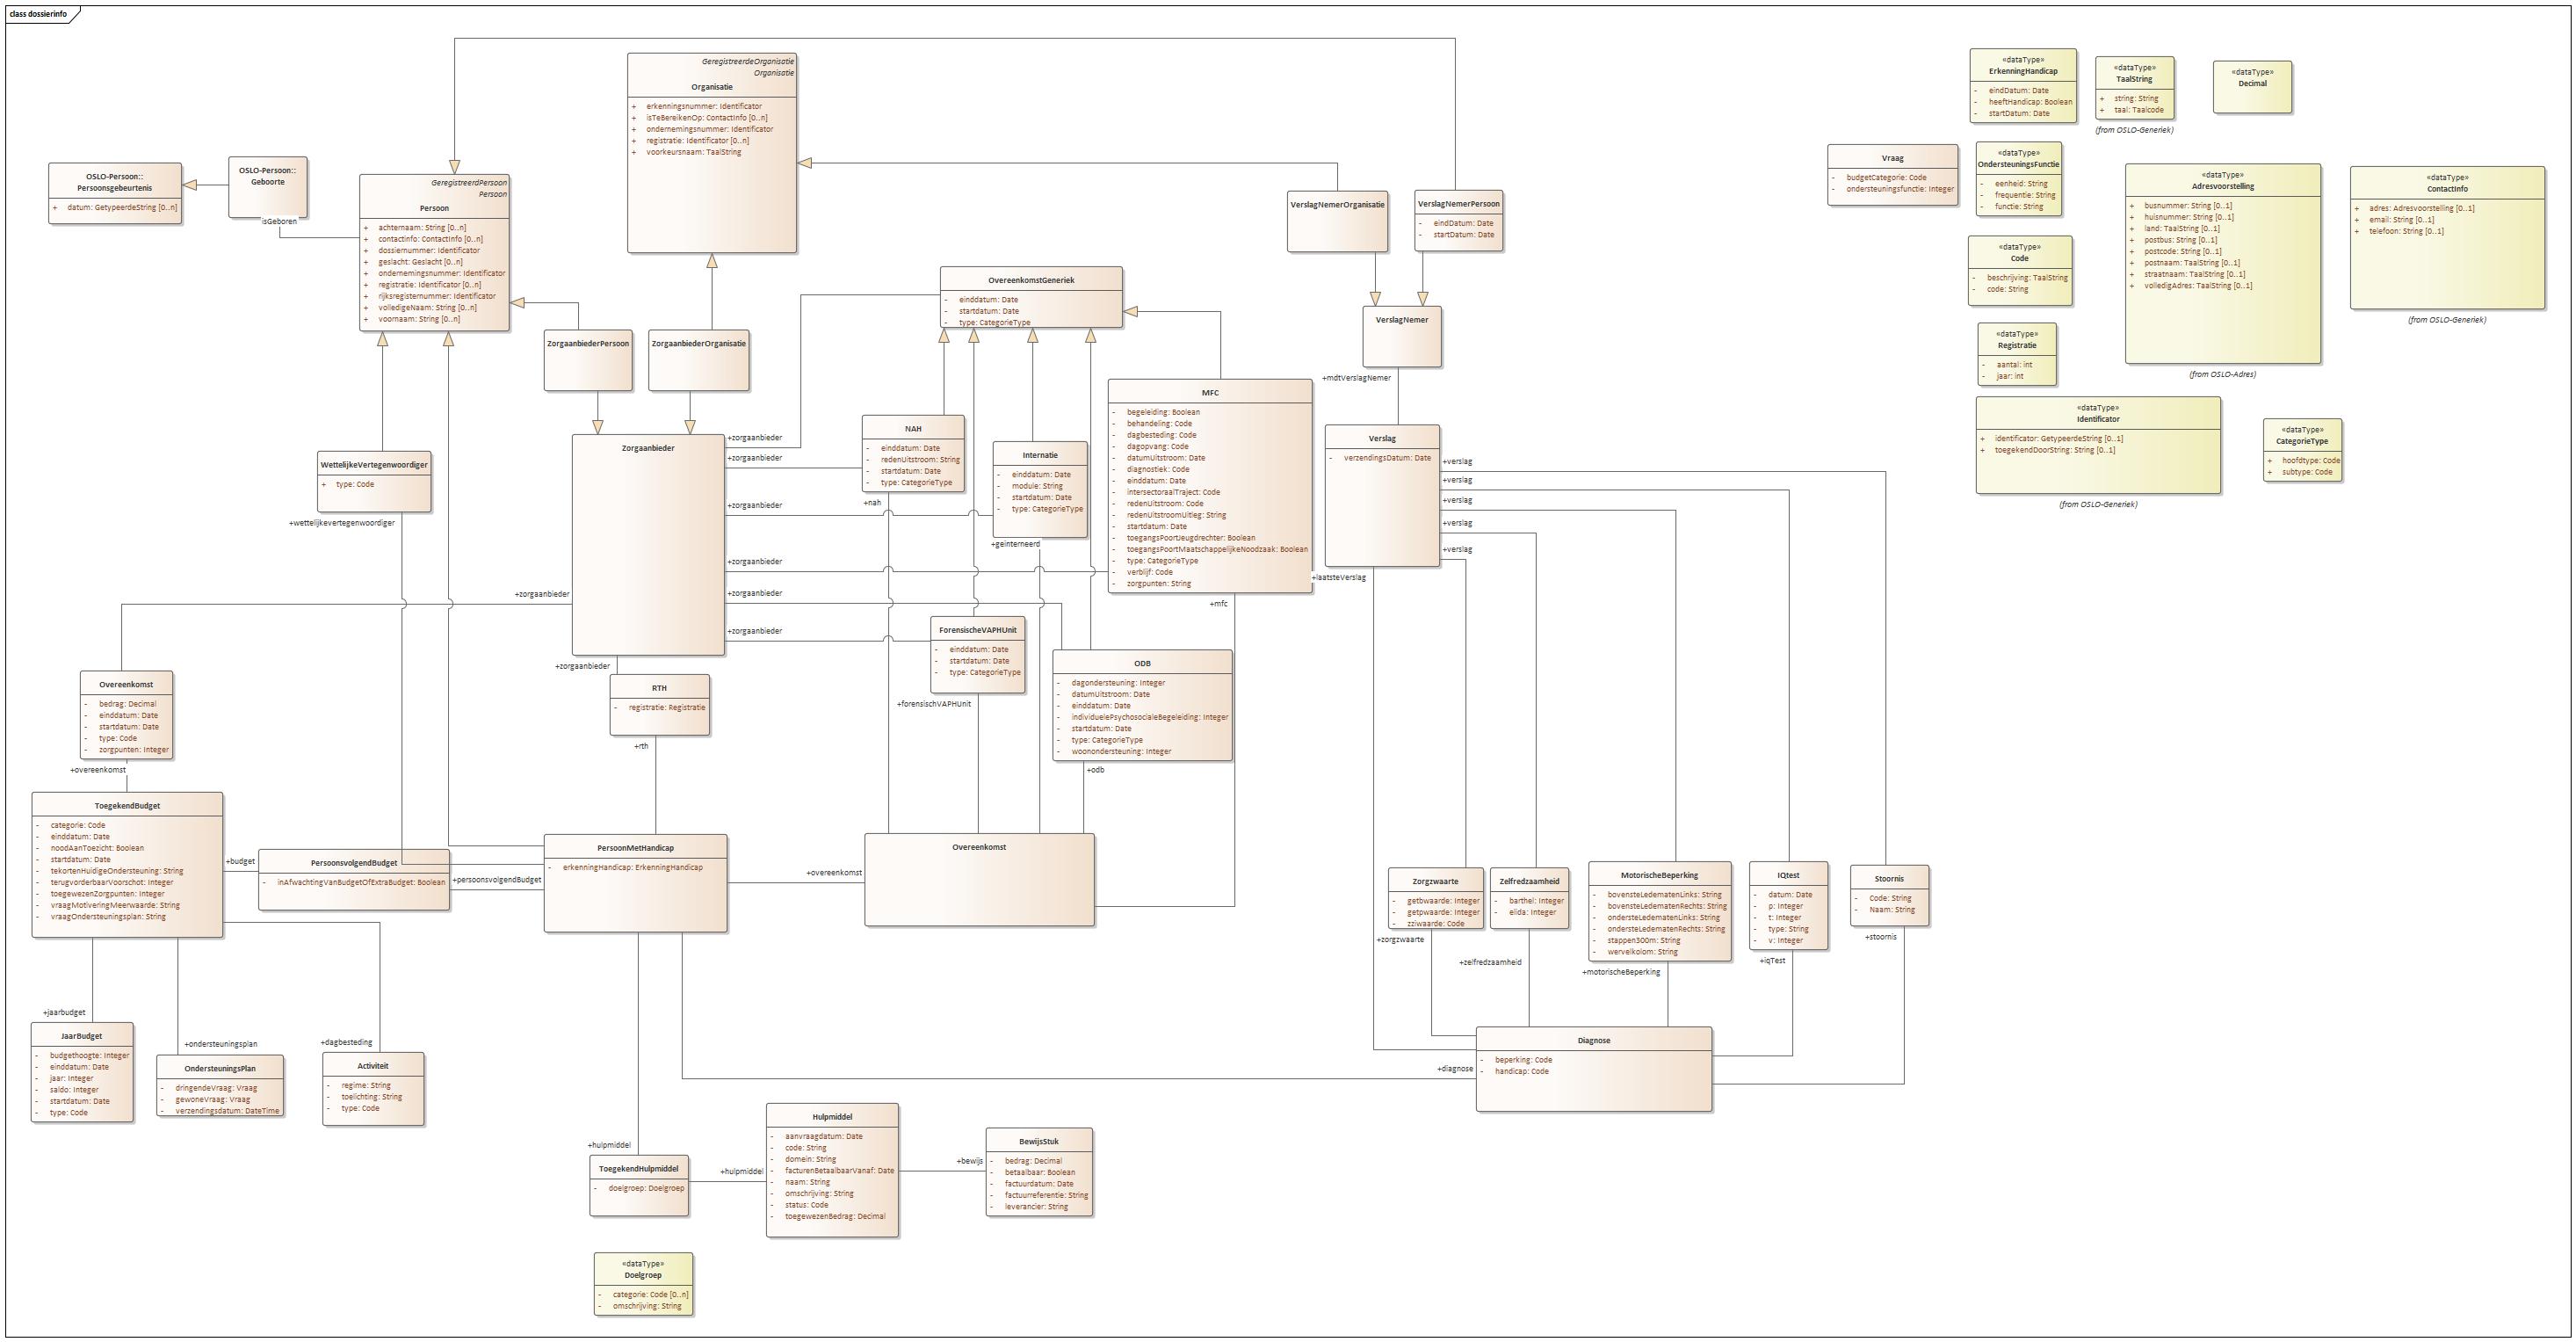 class dossierinfo
GeregistreerdeOrganisatie
Organisatie
Organisatie
+ erkenningsnummer: Identificator
+ isTeBereikenOp: ContactInfo [0..n]
+ ondernemingsnummer: Identificator
+ registratie: Identificator [0..n]
+ voorkeursnaam: TaalString
OSLO-Persoon::
Persoonsgebeurtenis
+ datum: GetypeerdeString [0..n]
OSLO-Persoon::
Geboorte
isGeboren
GeregistreerdPersoon
Persoon
Persoon
+ achternaam: String [0..n]
+ contactinfo: ContactInfo [0..n]
+ dossiernummer: Identificator
+ geslacht: Geslacht [0..n]
+ ondernemingsnummer: Identificator
+ registratie: Identificator [0..n]
+ rijksregisternummer: Identificator
+ volledigeNaam: String [0..n]
+ voornaam: String [0..n]
VerslagNemerOrganisatie
VerslagNemerPersoon
- eindDatum: Date
- startDatum: Date
VerslagNemer
+mdtVerslagNemer
OvereenkomstGeneriek
- einddatum: Date
- startdatum: Date
- type: CategorieType
ZorgaanbiederPersoon
ZorgaanbiederOrganisatie
Zorgaanbieder
+zorgaanbieder
+zorgaanbieder
+zorgaanbieder
+zorgaanbieder
+zorgaanbieder
+zorgaanbieder
+zorgaanbieder
+zorgaanbieder
WettelijkeVertegenwoordiger
+ type: Code
+wettelijkevertegenwoordiger
NAH
- einddatum: Date
- redenUitstroom: String
- startdatum: Date
- type: CategorieType
+nah
Internatie
- einddatum: Date
- module: String
- startdatum: Date
- type: CategorieType
+geinterneerd
MFC
- begeleiding: Boolean
- behandeling: Code
- dagbesteding: Code
- dagopvang: Code
- datumUitstroom: Date
- diagnostiek: Code
- einddatum: Date
- intersectoraalTraject: Code
- redenUitstroom: Code
- redenUitstroomUitleg: String
- startdatum: Date
- toegangsPoortJeugdrechter: Boolean
- toegangsPoortMaatschappelijkeNoodzaak: Boolean
- type: CategorieType
- verblijf: Code
- zorgpunten: String
+mfc
Verslag
- verzendingsDatum: Date
+verslag
+verslag
+verslag
+verslag
+verslag
+laatsteVerslag
ForensischeVAPHUnit
- einddatum: Date
- startdatum: Date
- type: CategorieType
+forensischVAPHUnit
ODB
- dagondersteuning: Integer
- datumUitstroom: Date
- einddatum: Date
- individuelePsychosocialeBegeleiding: Integer
- startdatum: Date
- type: CategorieType
- woonondersteuning: Integer
+odb
RTH
- registratie: Registratie
+rth
Overeenkomst
- bedrag: Decimal
- einddatum: Date
- startdatum: Date
- type: Code
- zorgpunten: Integer
+overeenkomst
ToegekendBudget
- categorie: Code
- einddatum: Date
- noodAanToezicht: Boolean
- startdatum: Date
- tekortenHuidigeOndersteuning: String
- terugvorderbaarVoorschot: Integer
- toegewezenZorgpunten: Integer
- vraagMotiveringMeerwaarde: String
- vraagOndersteuningsplan: String
+budget
PersoonsvolgendBudget
- inAfwachtingVanBudgetOfExtraBudget: Boolean
+persoonsvolgendBudget
PersoonMetHandicap
- erkenningHandicap: ErkenningHandicap
+overeenkomst
Overeenkomst
+jaarbudget
JaarBudget
- budgethoogte: Integer
- einddatum: Date
- jaar: Integer
- saldo: Integer
- startdatum: Date
- type: Code
+ondersteuningsplan
OndersteuningsPlan
- dringendeVraag: Vraag
- gewoneVraag: Vraag
- verzendingsdatum: DateTime
+dagbesteding
Activiteit
- regime: String
- toelichting: String
- type: Code
Zorgzwaarte
- getbwaarde: Integer
- getpwaarde: Integer
- zziwaarde: Code
+zorgzwaarte
Zelfredzaamheid
- barthel: Integer
- elida: Integer
+zelfredzaamheid
MotorischeBeperking
- bovensteLedematenLinks: String
- bovensteLedematenRechts: String
- ondersteLedematenLinks: String
- ondersteLedematenRechts: String
- stappen300m: String
- wervelkolom: String
+motorischeBeperking
IQtest
- datum: Date
- p: Integer
- t: Integer
- type: String
- v: Integer
+iqTest
Stoornis
- Code: String
- Naam: String
+stoornis
+diagnose
Diagnose
- beperking: Code
- handicap: Code
+hulpmiddel
ToegekendHulpmiddel
- doelgroep: Doelgroep
+hulpmiddel
Hulpmiddel
- aanvraagdatum: Date
- code: String
- domein: String
- facturenBetaalbaarVanaf: Date
- naam: String
- omschrijving: String
- status: Code
- toegewezenBedrag: Decimal
+bewijs
BewijsStuk
- bedrag: Decimal
- betaalbaar: Boolean
- factuurdatum: Date
- factuurreferentie: String
- leverancier: String
«dataType»
Doelgroep
- categorie: Code [0..n]
- omschrijving: String
Vraag
- budgetCategorie: Code
- ondersteuningsfunctie: Integer
«dataType»
ErkenningHandicap
- eindDatum: Date
- heeftHandicap: Boolean
- startDatum: Date
«dataType»
TaalString
+ string: String
+ taal: Taalcode
(from OSLO-Generiek)
«dataType»
Decimal
«dataType»
OndersteuningsFunctie
- eenheid: String
- frequentie: String
- functie: String
«dataType»
Code
- beschrijving: TaalString
- code: String
«dataType»
Registratie
- aantal: int
- jaar: int
«dataType»
Adresvoorstelling
+ busnummer: String [0..1]
+ huisnummer: String [0..1]
+ land: TaalString [0..1]
+ postbus: String [0..1]
+ postcode: String [0..1]
+ postnaam: TaalString [0..1]
+ straatnaam: TaalString [0..1]
+ volledigAdres: TaalString [0..1]
(from OSLO-Adres)
«dataType»
ContactInfo
+ adres: Adresvoorstelling [0..1]
+ email: String [0..1]
+ telefoon: String [0..1]
(from OSLO-Generiek)
«dataType»
Identificator
+ identificator: GetypeerdeString [0..1]
+ toegekendDoorString: String [0..1]
(from OSLO-Generiek)
«dataType»
CategorieType
+ hoofdtype: Code
+ subtype: Code